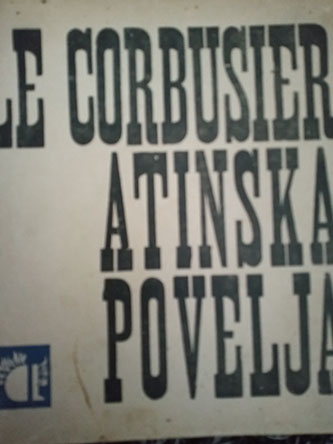 LE CORBUSIER
ATINSKA
POVELJA